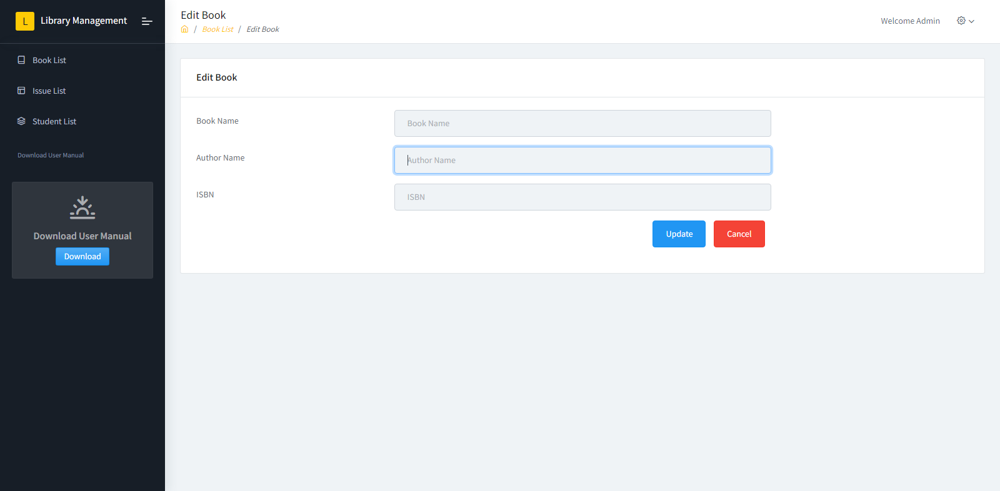 L Library Management
Book List
Issue List
Student List
Download User Manual
Download User Manual
Download
Edit Book
/ Book List / Edit Book
Welcome Admin
Edit Book
Book Name
Book Name
Author Name
Author Name
ISBN
ISBN
Update Cancel